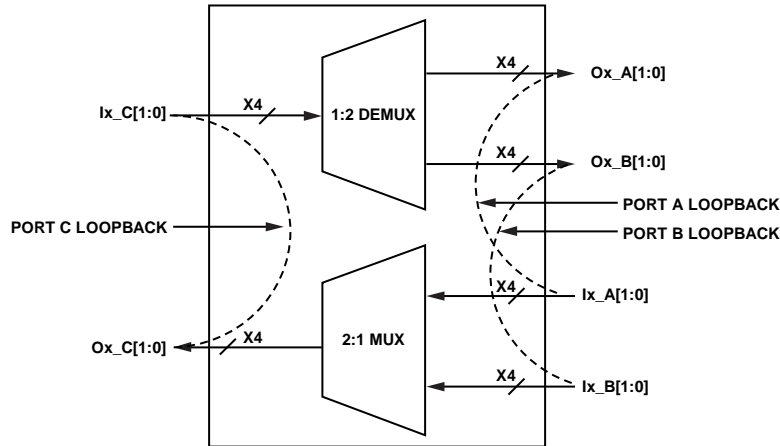 X4
X4
Ox_A[1:0]
Ix_C[1:0]
1:2 DEMUX
X4
Ox_B[1:0]
PORT A LOOPBACK
PORT C LOOPBACK
PORT B LOOPBACK
X4
Ix_A[1:0]
Ox_C[1:0]
X4
2:1 MUX
X4
Ix_B[1:0]